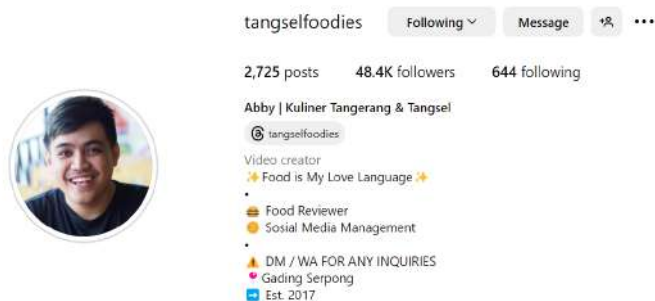 tangselfoodies Following Message
2,725 posts 48.4K followers 644 following
Abby | Kuliner Tangerang & Tangsel
tangselfoodies
Video creator
✨Food is My Love Language✨
•
🍔 Food Reviewer
🟠 Sosial Media Management
•
⚠️ DM / WA FOR ANY INQUIRIES
📍 Gading Serpong
➡️ Est. 2017